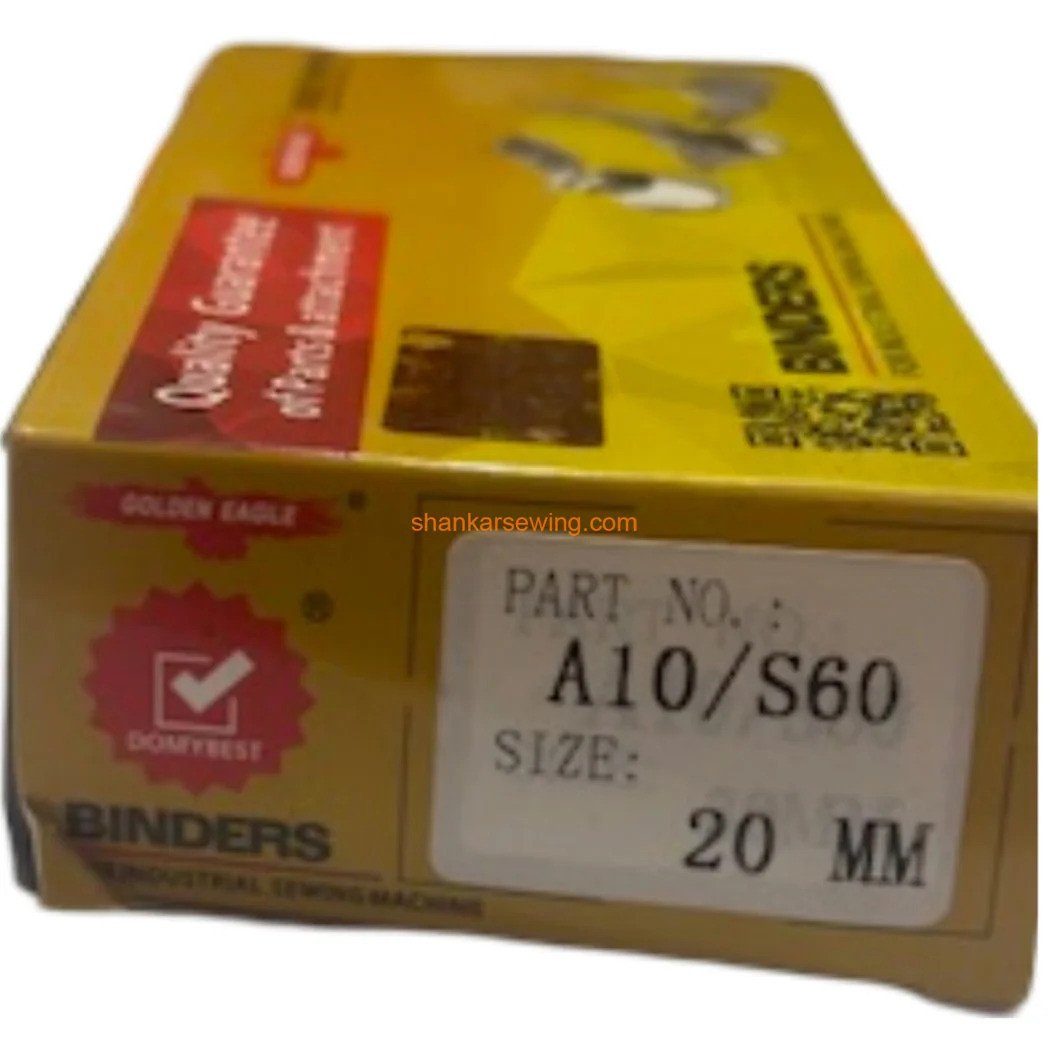 Quality Guarantee
of Parts & attachment
BINDERS
GOLDEN EAGLE ®
shankarsewing.com
®
DOMYBEST
BINDERS
INDUSTRIAL SEWING MACHINE
PART NO.:
A10/S60
SIZE:
20 MM